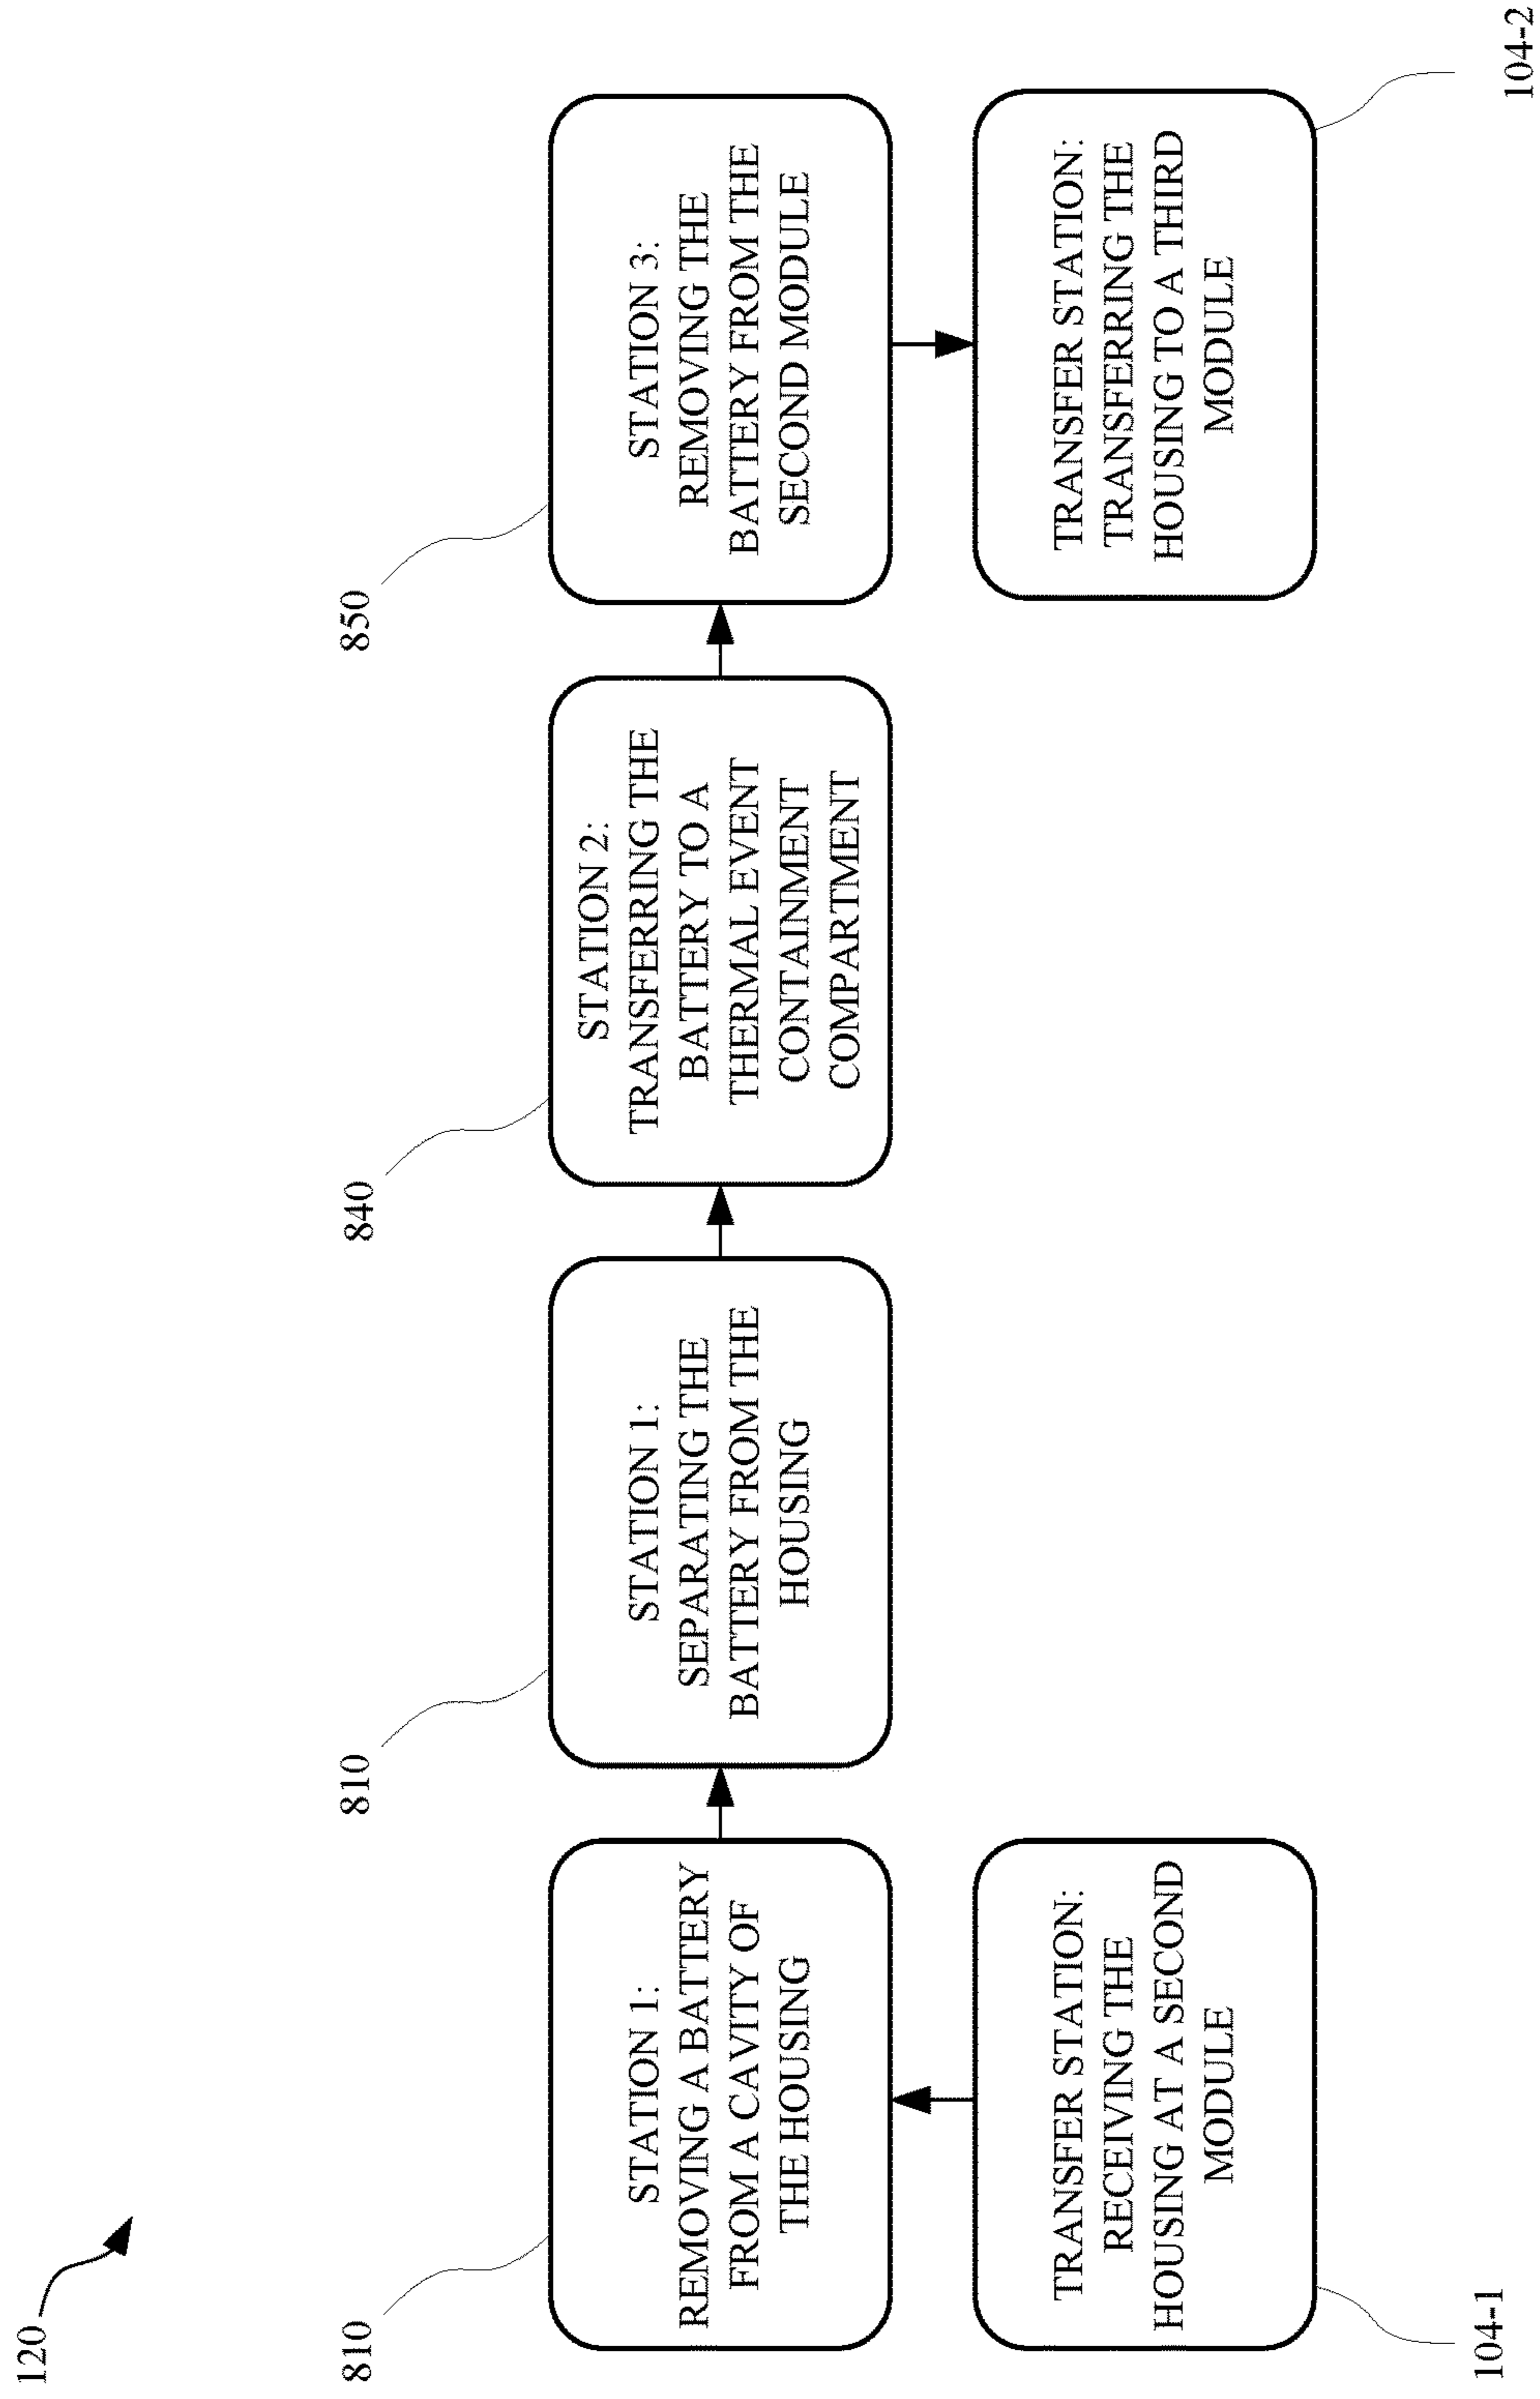 120
810
STATION 1:
REMOVING A BATTERY
FROM A CAVITY OF
THE HOUSING
810
STATION 1:
SEPARATING THE
BATTERY FROM THE
HOUSING
840
STATION 2:
TRANSFERRING THE
BATTERY TO A
THERMAL EVENT
CONTAINMENT
COMPARTMENT
850
STATION 3:
REMOVING THE
BATTERY FROM THE
SECOND MODULE
TRANSFER STATION:
RECEIVING THE
HOUSING AT A SECOND
MODULE
104-1
TRANSFER STATION:
TRANSFERRING THE
HOUSING TO A THIRD
MODULE
104-2